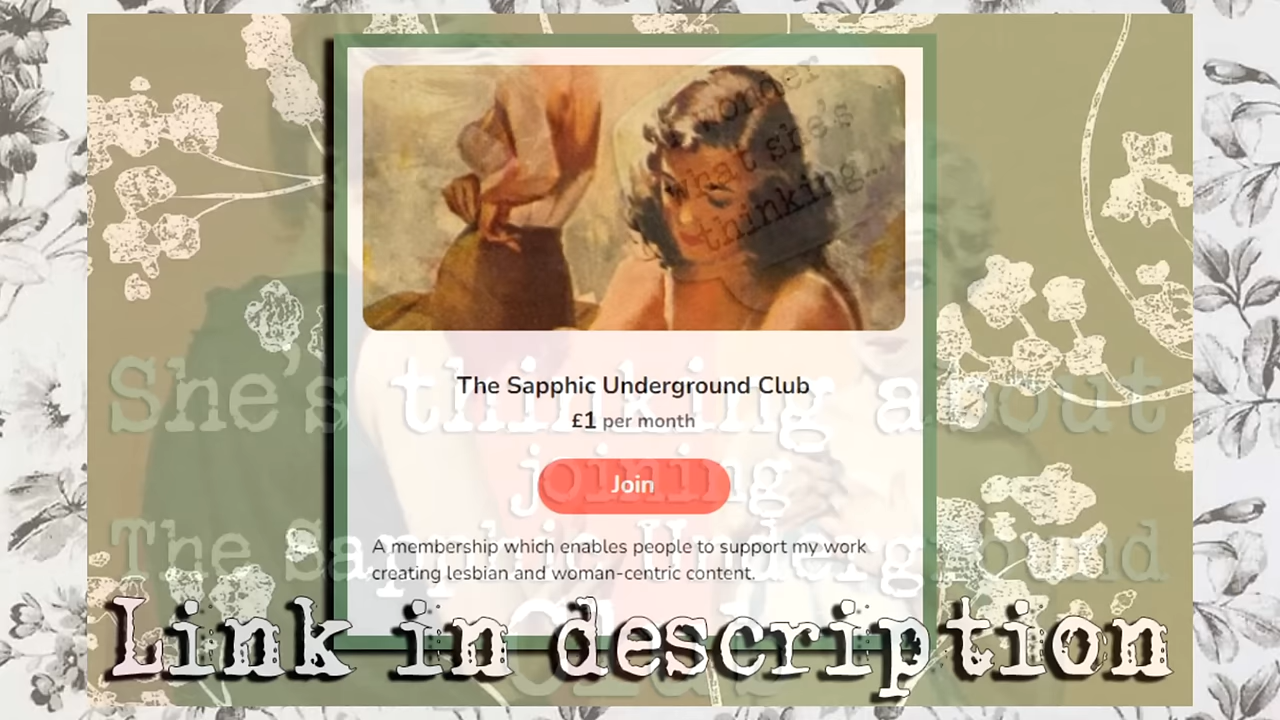 wonder
what she's
thinking...
The Sapphic Underground Club
£1 per month
Join
A membership which enables people to support my work
creating lesbian and woman-centric content.
She's thinking about
joining
The Sapphic Underground
Club
Link in description